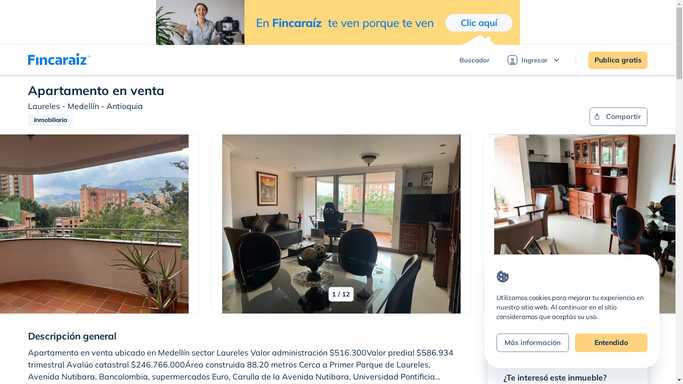 En Fincaraíz te ven porque te ven
Clic aquí
Fincaraiz
Buscador
Ingresar
Publica gratis
Apartamento en venta
Laureles - Medellín - Antioquia
Inmobiliaria
Compartir
1 / 12
Utilizamos cookies para mejorar tu experiencia en
nuestro sitio web. Al continuar en el sitio
consideramos que aceptas su uso.
Más información
Entendido
Descripción general
Apartamento en venta ubicado en Medellín sector Laureles Valor administración $516.300Valor predial $586.934
trimestral Avalúo catastral $246.766.000Área construida 88.20 metros Cerca a Primer Parque de Laureles,
Avenida Nutibara, Bancolombia, supermercados Euro, Carulla de la Avenida Nutibara, Universidad Pontificia...
¿Te interesó este inmueble?